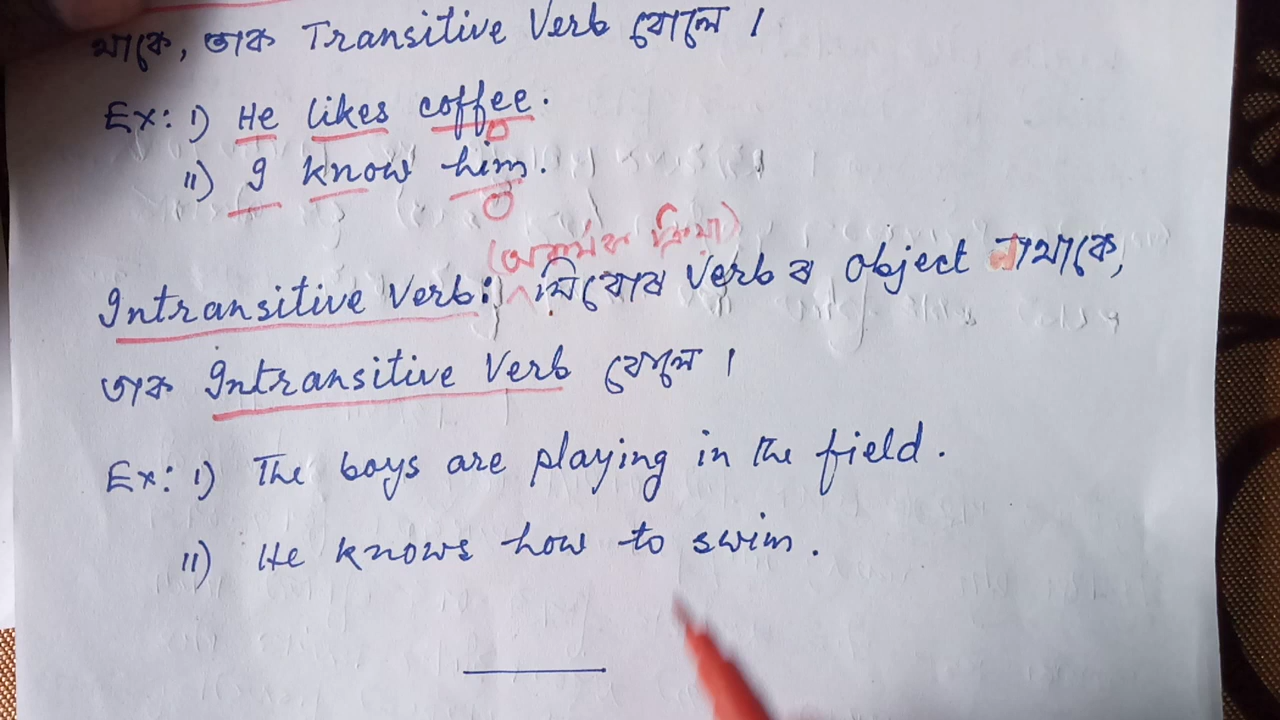 থাকে, তাক Transitive Verb বোলে ।
Ex: i) He likes coffee.
O
ii) I know him.
O
(অকৰ্মক ক্ৰিয়া)
Intransitive Verb: ^ যিবোৰ Verb ৰ Object নাথাকে,
তাক Intransitive Verb বোলে ।
Ex: i) The boys are playing in the field.
ii) He knows how to swim.